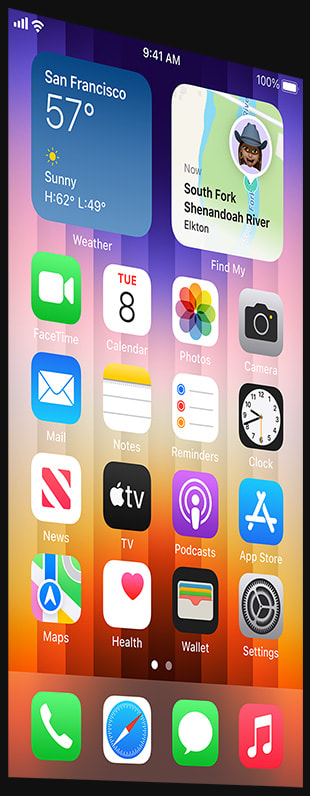 9:41 AM
100%
San Francisco
57°
Sunny
H:62° L:49°
Weather
Now
South Fork
Shenandoah River
Elkton
Find My
FaceTime
TUE
8
Calendar
Photos
Camera
Mail
Notes
Reminders
Clock
News
tv
TV
Podcasts
App Store
Maps
Health
Wallet
Settings